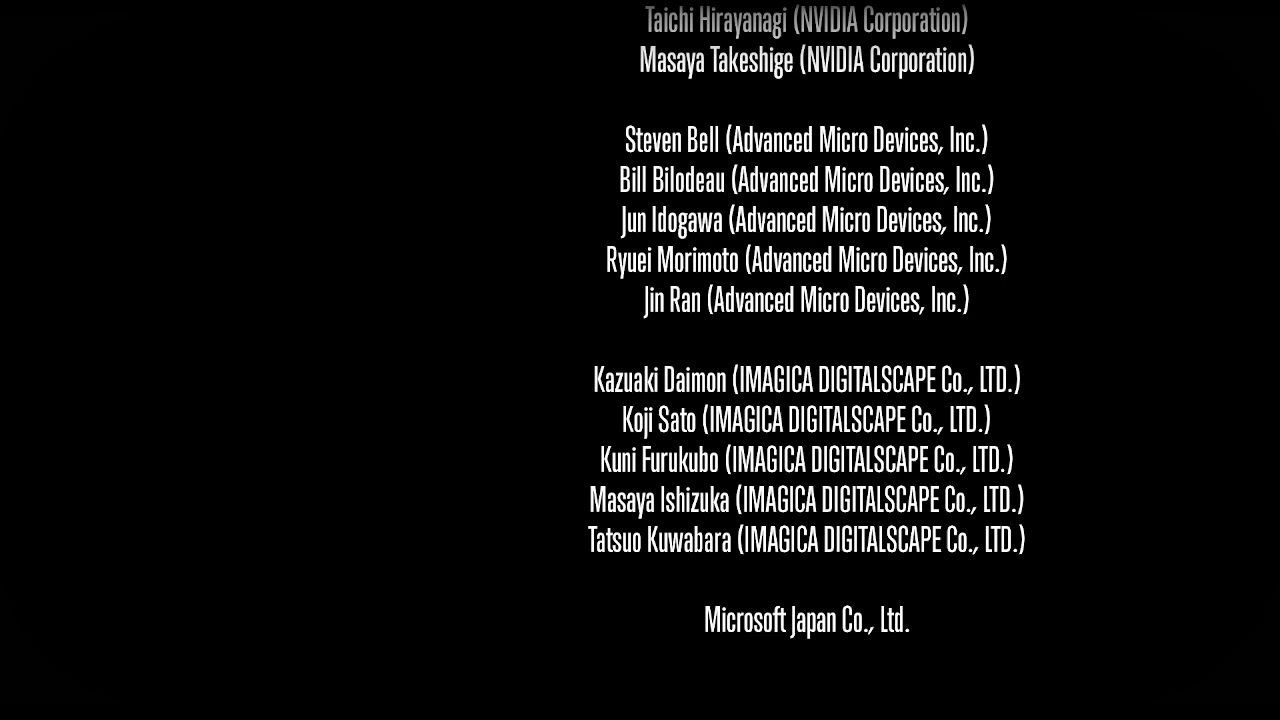 Taichi Hirayanagi (NVIDIA Corporation)
Masaya Takeshige (NVIDIA Corporation)
Steven Bell (Advanced Micro Devices, Inc.)
Bill Bilodeau (Advanced Micro Devices, Inc.)
Jun Idogawa (Advanced Micro Devices, Inc.)
Ryuei Morimoto (Advanced Micro Devices, Inc.)
Jin Ran (Advanced Micro Devices, Inc.)
Kazuaki Daimon (IMAGICA DIGITALSCAPE Co., LTD.)
Koji Sato (IMAGICA DIGITALSCAPE Co., LTD.)
Kuni Furukubo (IMAGICA DIGITALSCAPE Co., LTD.)
Masaya Ishizuka (IMAGICA DIGITALSCAPE Co., LTD.)
Tatsuo Kuwabara (IMAGICA DIGITALSCAPE Co., LTD.)
Microsoft Japan Co., Ltd.